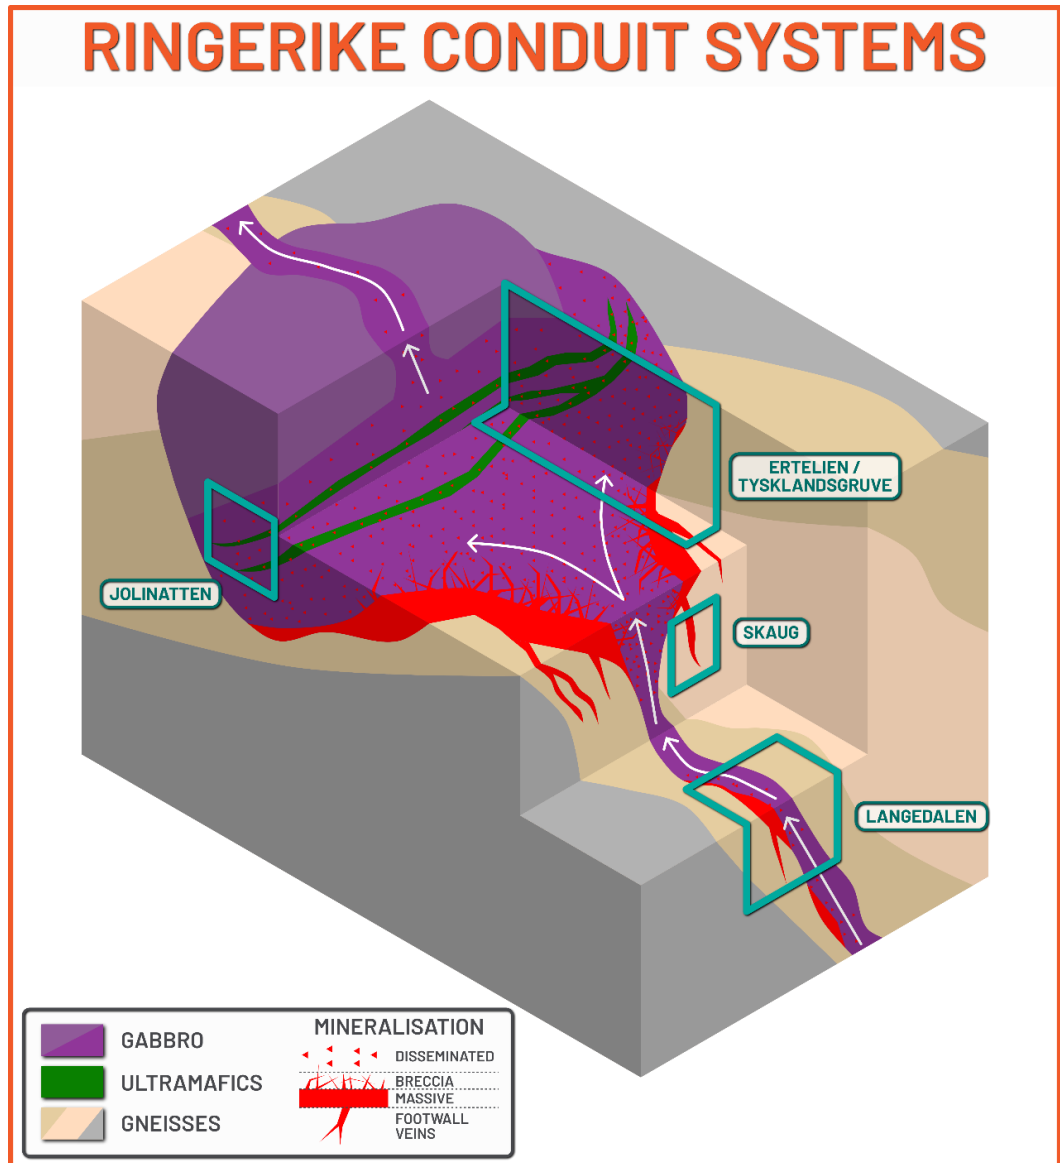 RINGERIKE CONDUIT SYSTEMS
ERTELIEN /
TYSKLANDSGRUVE
JOLINATTEN
SKAUG
LANGEDALEN
GABBRO
ULTRAMAFICS
GNEISSES
MINERALISATION
DISSEMINATED
BRECCIA
MASSIVE
FOOTWALL
VEINS